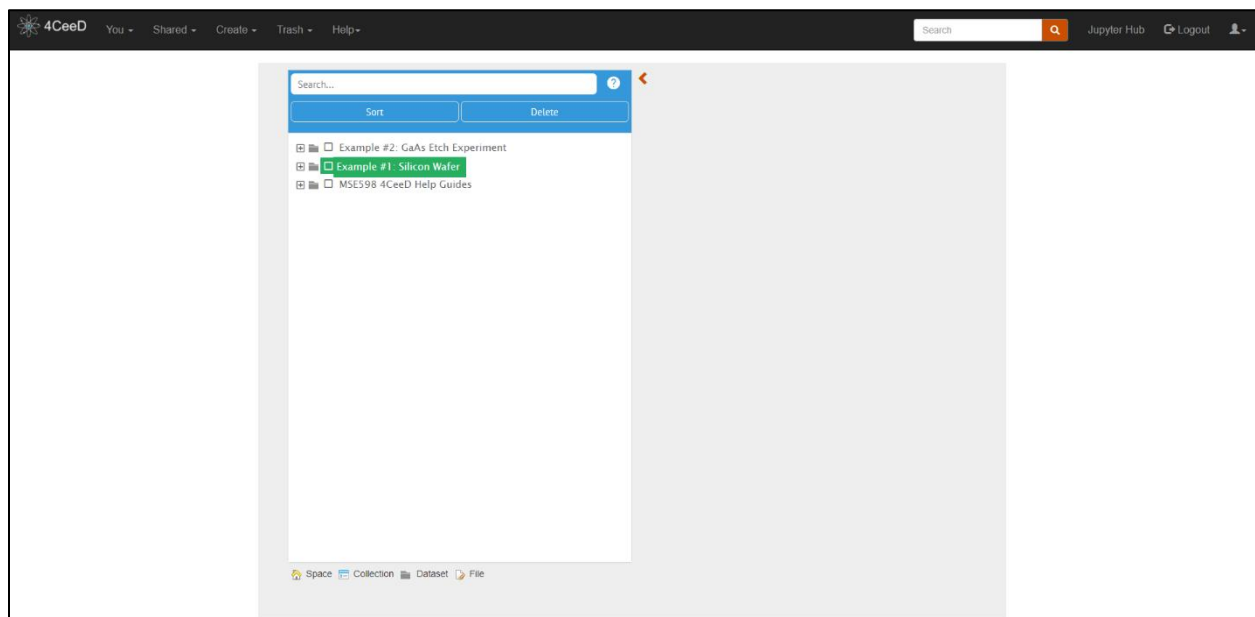 4CeeD You Shared Create Trash Help Search Jupyter Hub Logout
Search...
Sort Delete
Example #2: GaAs Etch Experiment
Example #1: Silicon Wafer
MSE598 4CeeD Help Guides
Space Collection Dataset File